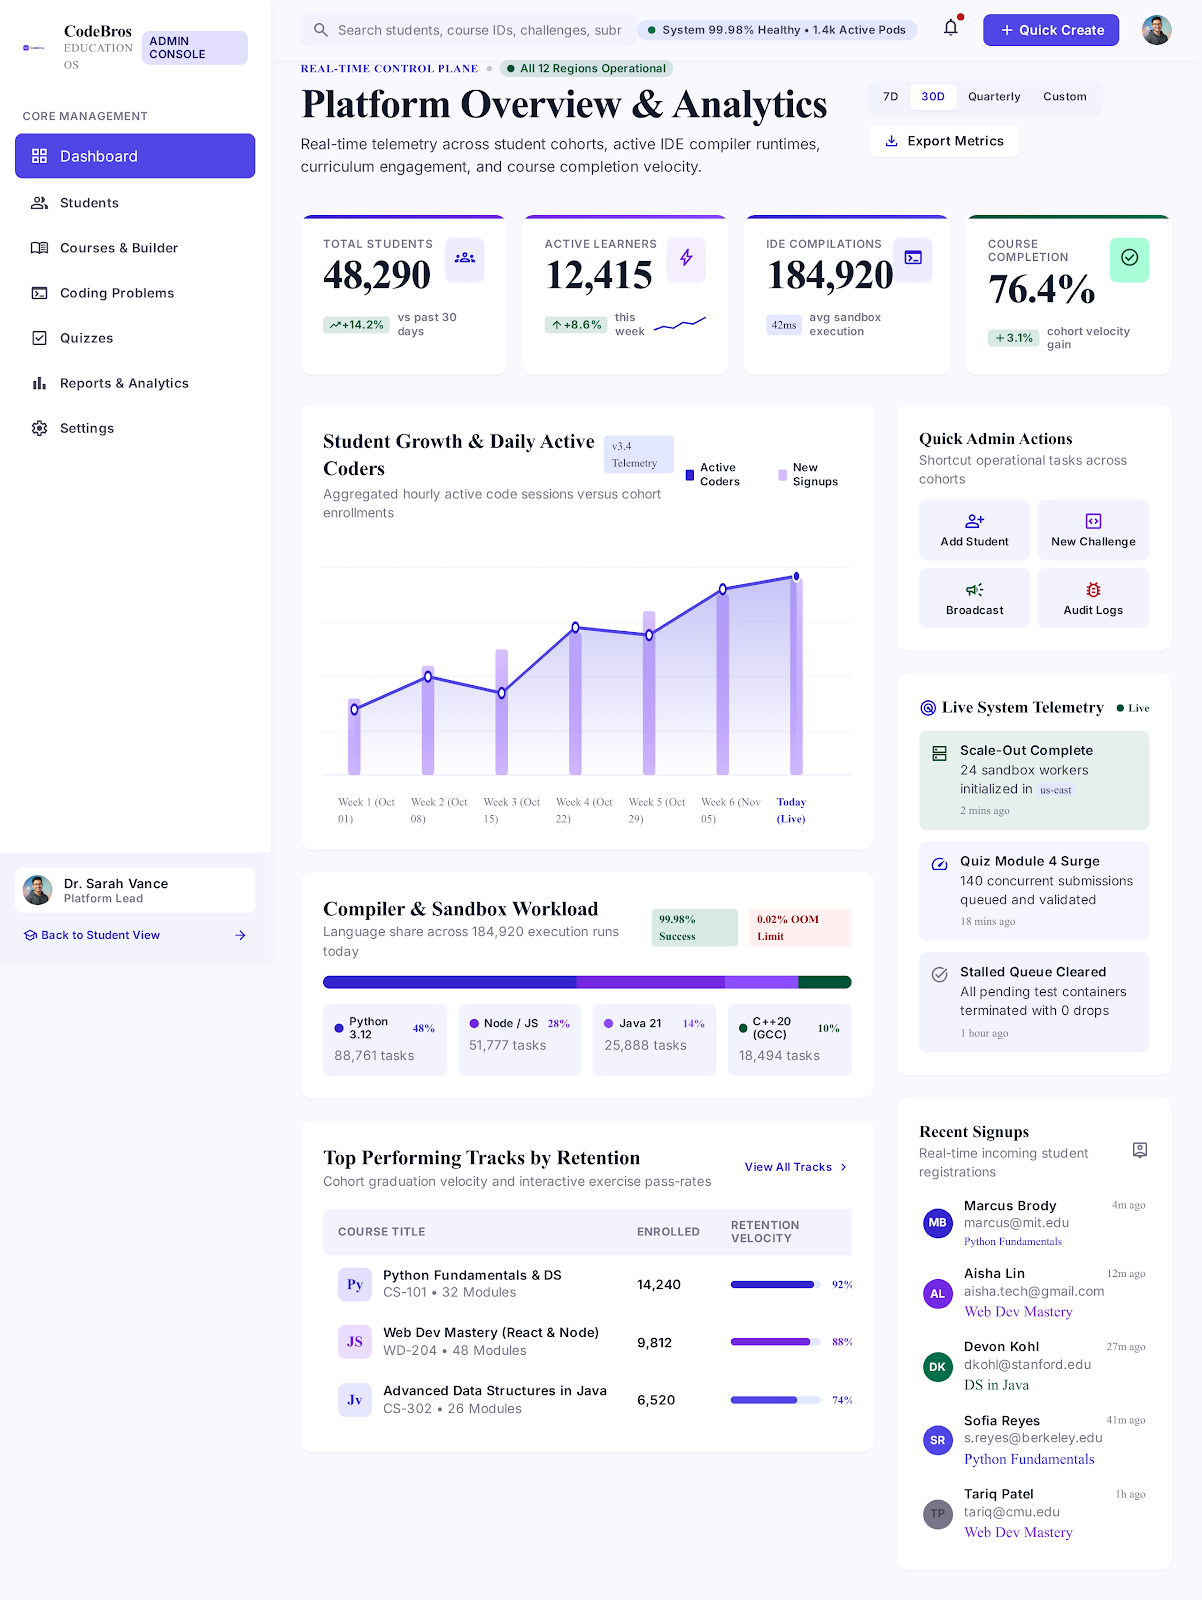 CodeBros
EDUCATION
OS
ADMIN
CONSOLE
CORE MANAGEMENT
Dashboard
Students
Courses & Builder
Coding Problems
Quizzes
Reports & Analytics
Settings
Dr. Sarah Vance
Platform Lead
Back to Student View
Search students, course IDs, challenges, subr
System 99.98% Healthy • 1.4k Active Pods
Quick Create
REAL-TIME CONTROL PLANE
All 12 Regions Operational
Platform Overview & Analytics
Real-time telemetry across student cohorts, active IDE compiler runtimes,
curriculum engagement, and course completion velocity.
7D 30D Quarterly Custom
Export Metrics
TOTAL STUDENTS
48,290
+14.2%
vs past 30
days
ACTIVE LEARNERS
12,415
+8.6%
this
week
IDE COMPILATIONS
184,920
42ms
avg sandbox
execution
COURSE
COMPLETION
76.4%
+3.1%
cohort velocity
gain
Student Growth & Daily Active
Coders
v3.4
Telemetry
Aggregated hourly active code sessions versus cohort
enrollments
Active
Coders
New
Signups
Week 1 (Oct
01)
Week 2 (Oct
08)
Week 3 (Oct
15)
Week 4 (Oct
22)
Week 5 (Oct
29)
Week 6 (Nov
05)
Today
(Live)
Compiler & Sandbox Workload
Language share across 184,920 execution runs
today
99.98%
Success
0.02% OOM
Limit
Python
3.12
48%
88,761 tasks
Node / JS 28%
51,777 tasks
Java 21 14%
25,888 tasks
C++20
(GCC)
10%
18,494 tasks
Top Performing Tracks by Retention
Cohort graduation velocity and interactive exercise pass-rates
View All Tracks
COURSE TITLE
ENROLLED
RETENTION
VELOCITY
Py
Python Fundamentals & DS
CS-101 • 32 Modules
14,240
92%
JS
Web Dev Mastery (React & Node)
WD-204 • 48 Modules
9,812
88%
Jv
Advanced Data Structures in Java
CS-302 • 26 Modules
6,520
74%
Quick Admin Actions
Shortcut operational tasks across
cohorts
Add Student
New Challenge
Broadcast
Audit Logs
Live System Telemetry
Live
Scale-Out Complete
24 sandbox workers
initialized in us-east
2 mins ago
Quiz Module 4 Surge
140 concurrent submissions
queued and validated
18 mins ago
Stalled Queue Cleared
All pending test containers
terminated with 0 drops
1 hour ago
Recent Signups
Real-time incoming student
registrations
MB
Marcus Brody
4m ago
marcus@mit.edu
Python Fundamentals
AL
Aisha Lin
12m ago
aisha.tech@gmail.com
Web Dev Mastery
DK
Devon Kohl
27m ago
dkohl@stanford.edu
DS in Java
SR
Sofia Reyes
41m ago
s.reyes@berkeley.edu
Python Fundamentals
TP
Tariq Patel
1h ago
tariq@cmu.edu
Web Dev Mastery